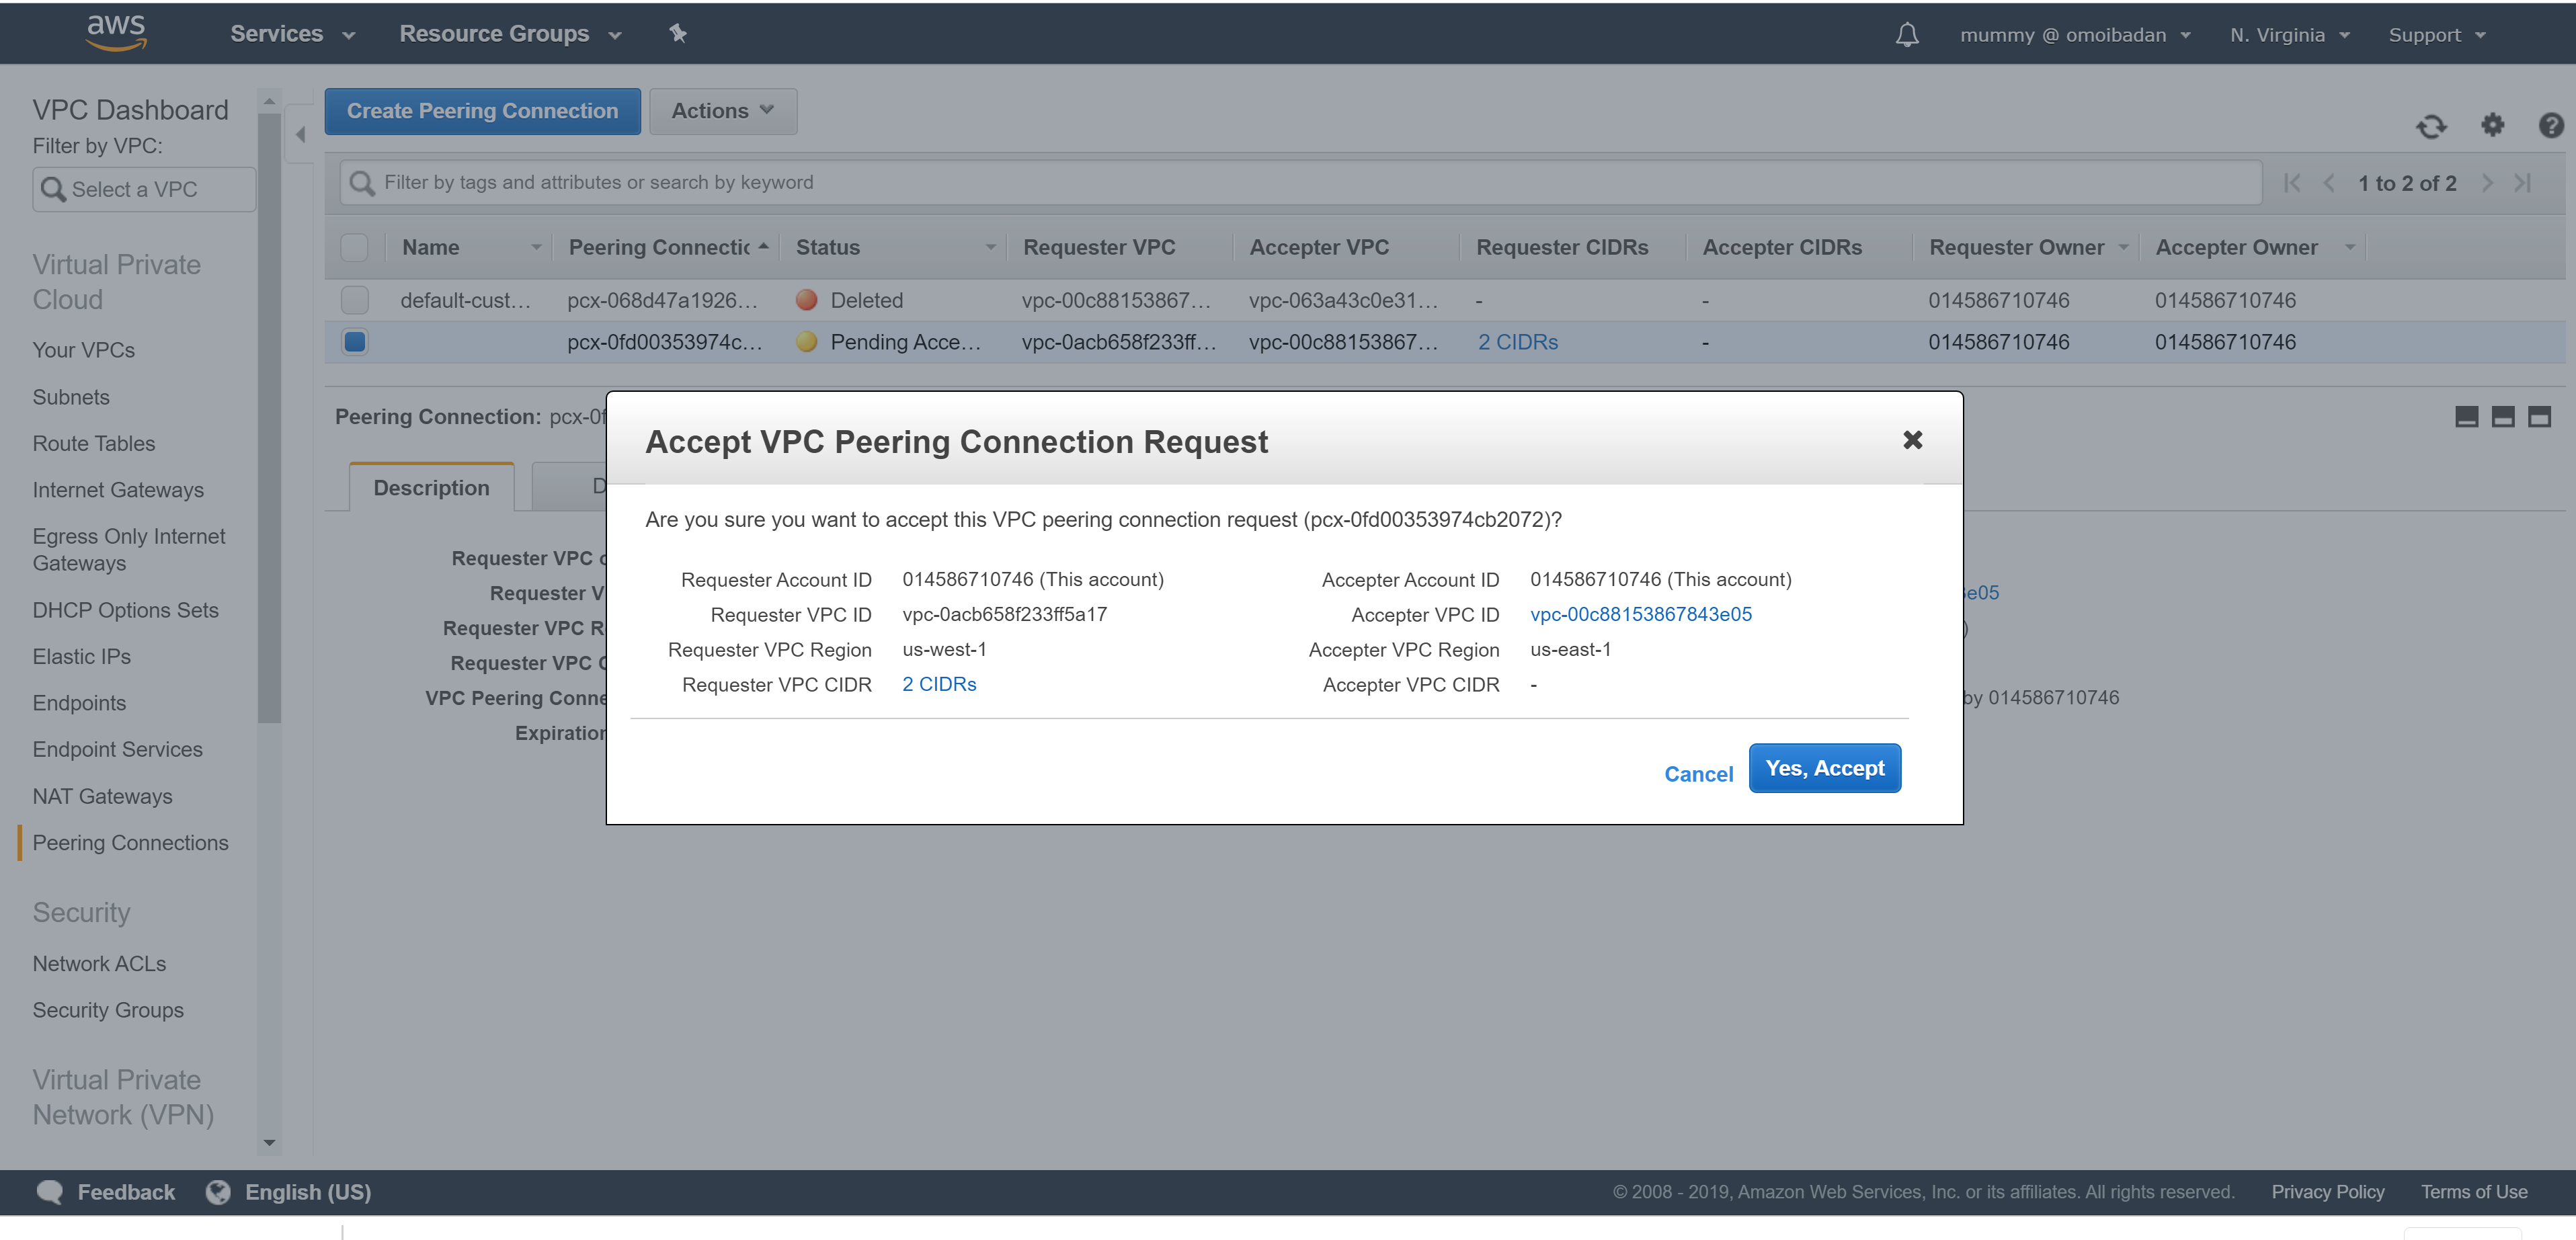 aws
Services
Resource Groups
mummy @ omoibadan
N. Virginia
Support
VPC Dashboard
Filter by VPC:
Select a VPC
Virtual Private
Cloud
Your VPCs
Subnets
Route Tables
Internet Gateways
Egress Only Internet
Gateways
DHCP Options Sets
Elastic IPs
Endpoints
Endpoint Services
NAT Gateways
Peering Connections
Security
Network ACLs
Security Groups
Virtual Private
Network (VPN)
Create Peering Connection
Actions
Filter by tags and attributes or search by keyword
1 to 2 of 2
Name Peering Connectic Status Requester VPC Accepter VPC Requester CIDRs Accepter CIDRs Requester Owner Accepter Owner
default-cust... pcx-068d47a1926... Deleted vpc-00c88153867... vpc-063a43c0e31... - - 014586710746 014586710746
pcx-0fd00353974c... Pending Acce... vpc-0acb658f233ff... vpc-00c88153867... 2 CIDRs - 014586710746 014586710746
Peering Connection: pcx-0f
Description
D
Requester VPC o
Requester V
Requester VPC R
Requester VPC C
VPC Peering Conne
Expiration
e05
)
by 014586710746
Accept VPC Peering Connection Request
Are you sure you want to accept this VPC peering connection request (pcx-0fd00353974cb2072)?
Requester Account ID 014586710746 (This account) Accepter Account ID 014586710746 (This account)
Requester VPC ID vpc-0acb658f233ff5a17 Accepter VPC ID vpc-00c88153867843e05
Requester VPC Region us-west-1 Accepter VPC Region us-east-1
Requester VPC CIDR 2 CIDRs Accepter VPC CIDR -
Cancel
Yes, Accept
Feedback
English (US)
© 2008 - 2019, Amazon Web Services, Inc. or its affiliates. All rights reserved.
Privacy Policy
Terms of Use